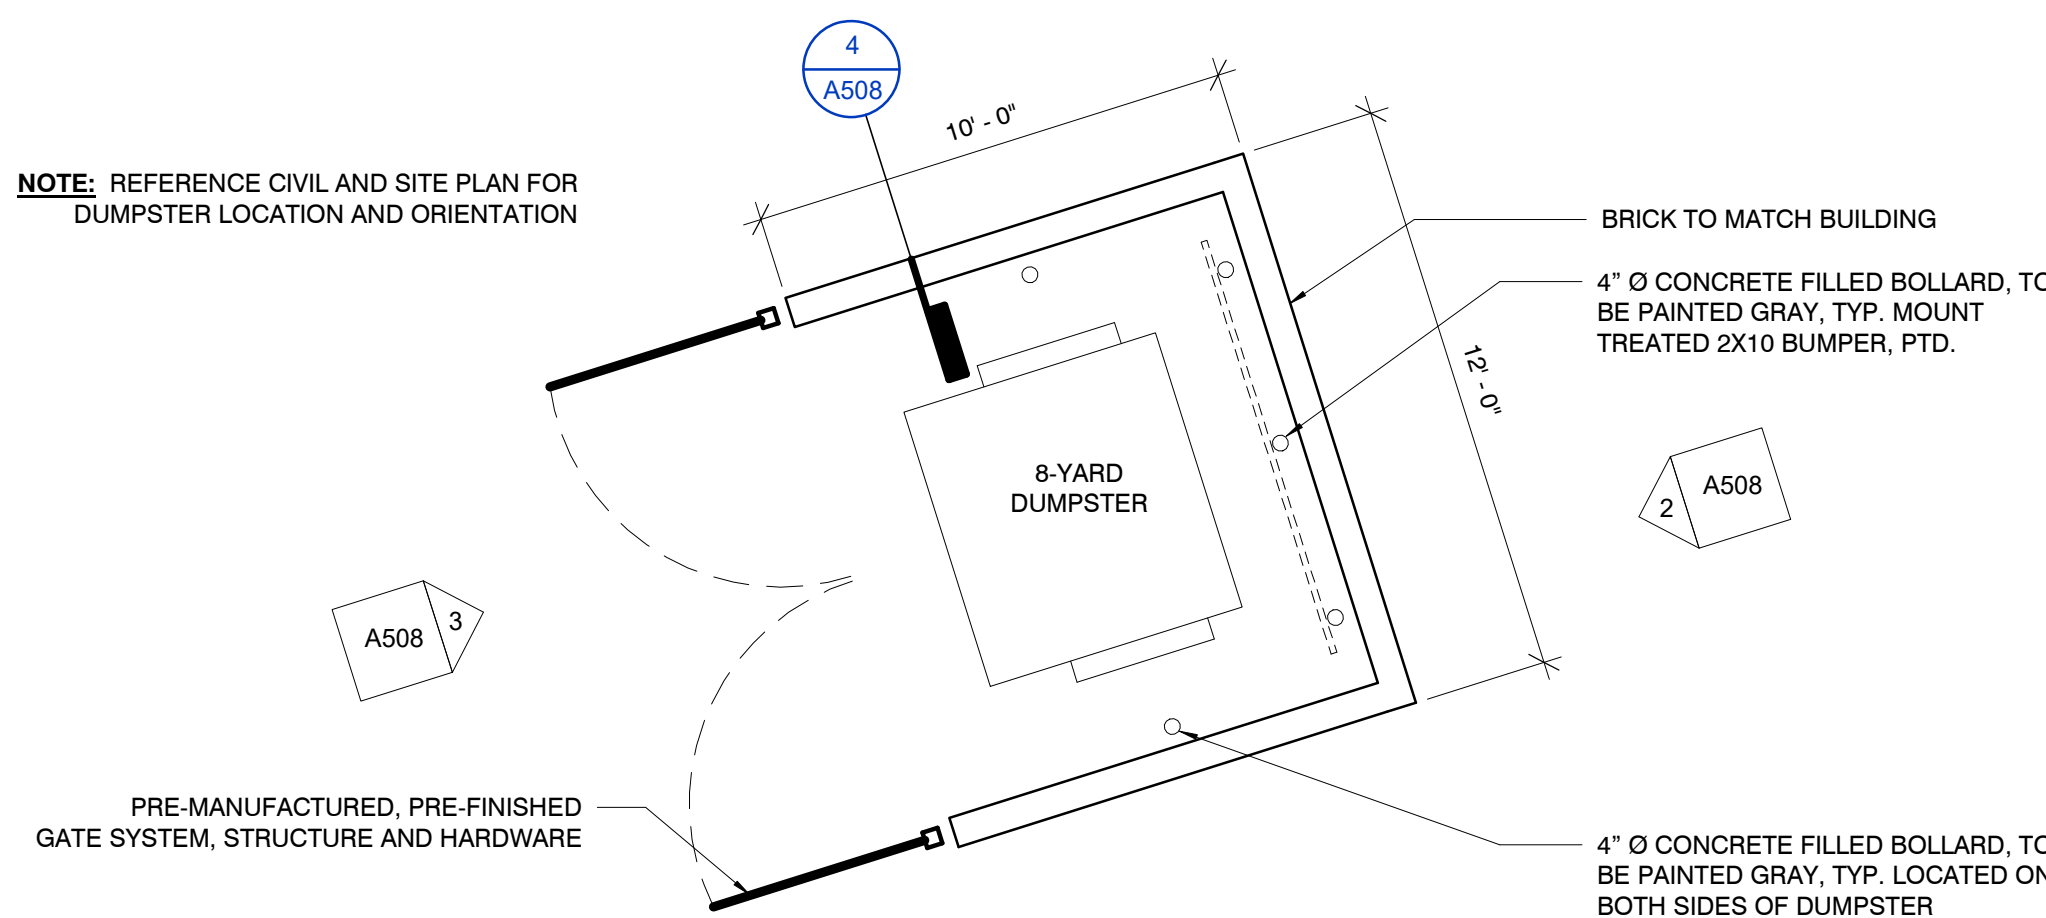 4
A508
10' - 0"
NOTE: REFERENCE CIVIL AND SITE PLAN FOR
DUMPSTER LOCATION AND ORIENTATION
BRICK TO MATCH BUILDING
4” Ø CONCRETE FILLED BOLLARD, TO
BE PAINTED GRAY, TYP. MOUNT
TREATED 2X10 BUMPER, PTD.
12' - 0"
8-YARD
DUMPSTER
2
A508
A508
3
PRE-MANUFACTURED, PRE-FINISHED
GATE SYSTEM, STRUCTURE AND HARDWARE
4” Ø CONCRETE FILLED BOLLARD, TO
BE PAINTED GRAY, TYP. LOCATED ON
BOTH SIDES OF DUMPSTER